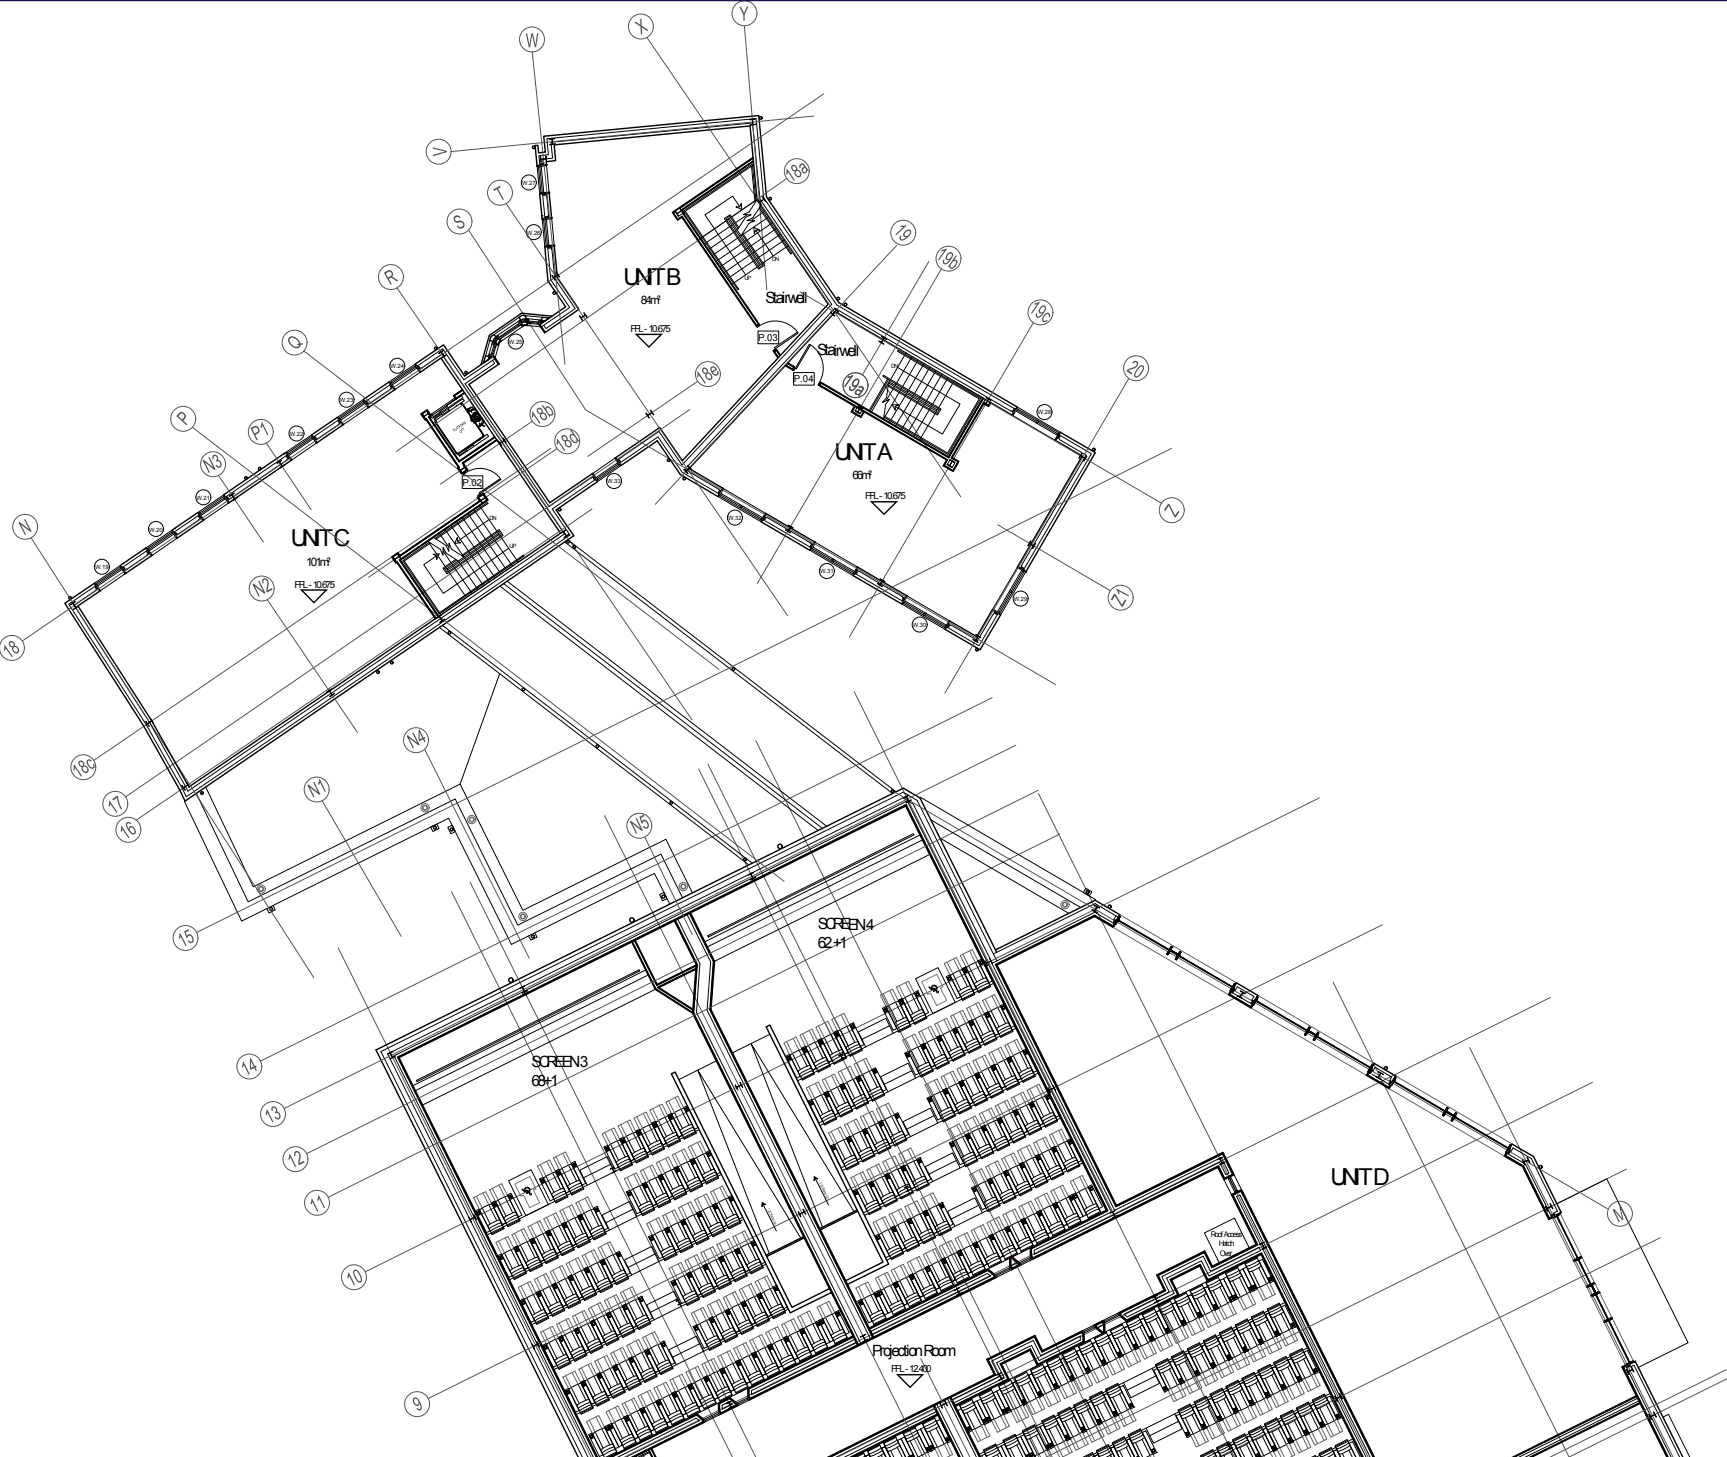 Y
X
W
V
T
S
R
Q
P
P1
N3
N
N2
18
18c
17
16
N1
N4
N5
15
14
13
12
11
10
9
18a
19
19b
19c
20
19a
18e
18b
18d
Z
Z1
M
W.27
W.26
W.25
W.24
W.23
W.22
W.21
W.20
W.19
W.33
W.32
W.31
W.30
W.29
W.28
UNIT B
84m²
FFL - 10.675
Stairwell
P.03
DN
UP
Stairwell
P.04
DN
UNIT A
66m²
FFL - 10.675
P.02
DN
UP
UNIT C
101m²
FFL - 10.675
SCREEN 4
62+1
SCREEN 3
68+1
UNIT D
Roof Access
Hatch
Over
Projection Room
FFL - 12.400